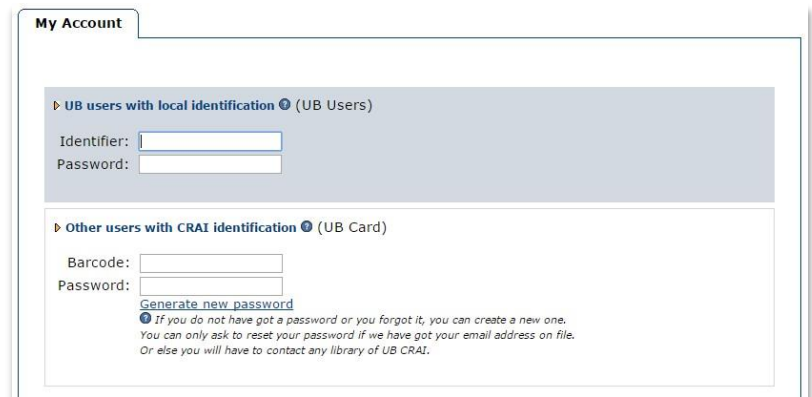 My Account
UB users with local identification ? (UB Users)
Identifier:
Password:
Other users with CRAI identification ? (UB Card)
Barcode:
Password:
Generate new password
? If you do not have got a password or you forgot it, you can create a new one.
You can only ask to reset your password if we have got your email address on file.
Or else you will have to contact any library of UB CRAI.